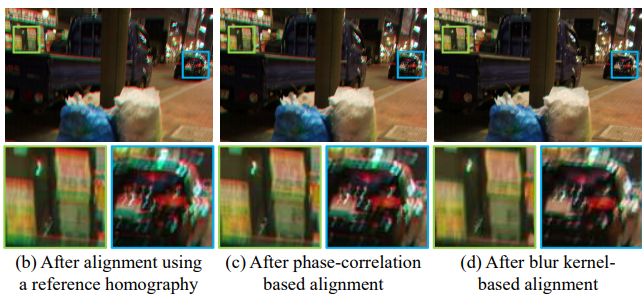 (b) After alignment using
a reference homography
(c) After phase-correlation
based alignment
(d) After blur kernel-
based alignment